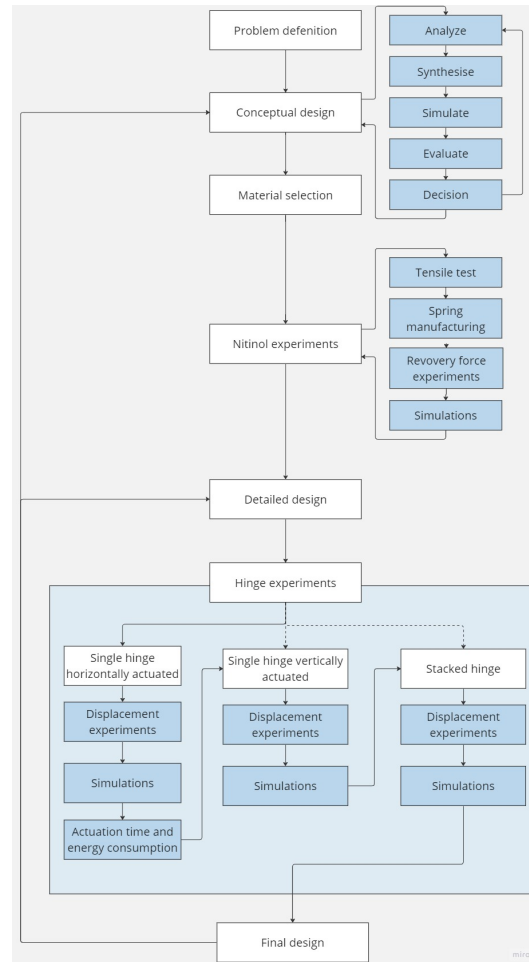 Problem defenition
Analyze
Synthesise
Conceptual design
Simulate
Evaluate
Material selection
Decision
Tensile test
Spring
manufacturing
Nitinol experiments
Revovery force
experiments
Simulations
Detailed design
Hinge experiments
Single hinge
horizontally actuated
Single hinge vertically
actuated
Stacked hinge
Displacement
experiments
Displacement
experiments
Displacement
experiments
Simulations
Simulations
Simulations
Actuation time and
energy consumption
Final design
miro